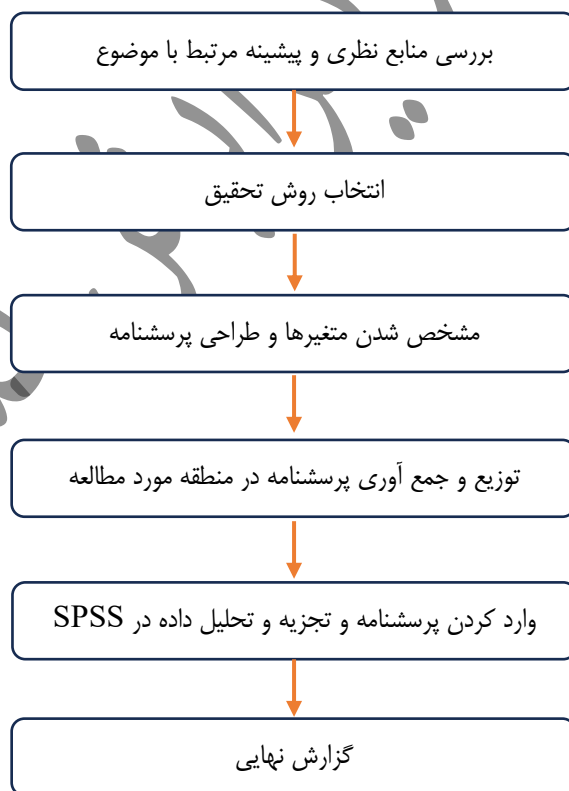 بررسی منابع نظری و پیشینه مرتبط با موضوع
انتخاب روش تحقیق
مشخص شدن متغیرها و طراحی پرسشنامه
توزیع و جمع آوری پرسشنامه در منطقه مورد مطالعه
وارد کردن پرسشنامه و تجزیه و تحلیل داده در SPSS
گزارش نهایی